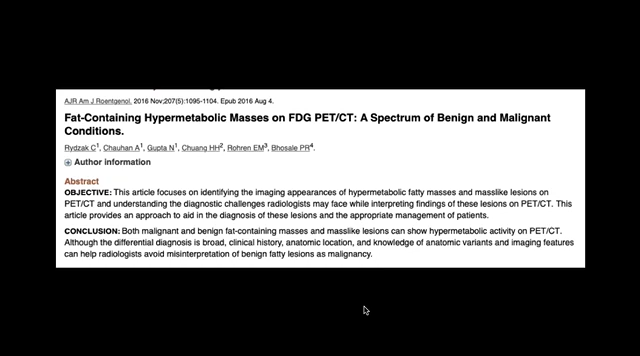 AJR Am J Roentgenol. 2016 Nov;207(5):1095-1104. Epub 2016 Aug 4.
Fat-Containing Hypermetabolic Masses on FDG PET/CT: A Spectrum of Benign and Malignant
Conditions.
Rydzak C1, Chauhan A1, Gupta N1, Chuang HH2, Rohren EM3, Bhosale PR4.
Author information
Abstract
OBJECTIVE: This article focuses on identifying the imaging appearances of hypermetabolic fatty masses and masslike lesions on
PET/CT and understanding the diagnostic challenges radiologists may face while interpreting findings of these lesions on PET/CT. This
article provides an approach to aid in the diagnosis of these lesions and the appropriate management of patients.
CONCLUSION: Both malignant and benign fat-containing masses and masslike lesions can show hypermetabolic activity on PET/CT.
Although the differential diagnosis is broad, clinical history, anatomic location, and knowledge of anatomic variants and imaging features
can help radiologists avoid misinterpretation of benign fatty lesions as malignancy.